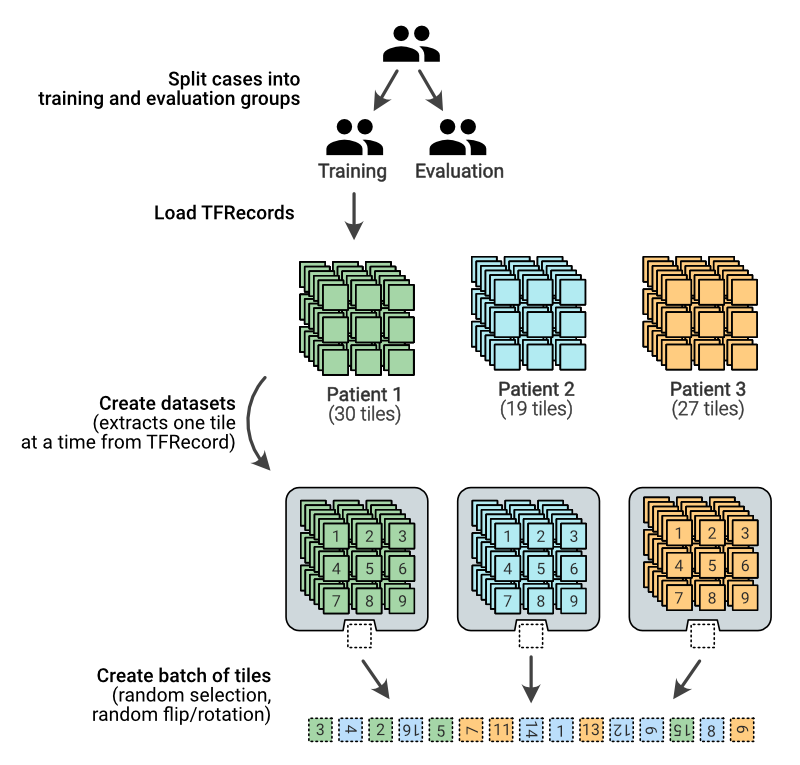 Split cases into
training and evaluation groups
Training
Evaluation
Load TFRecords
Patient 1
(30 tiles)
Patient 2
(19 tiles)
Patient 3
(27 tiles)
Create datasets
(extracts one tile
at a time from TFRecord)
1 2 3
4 5 6
7 8 9
1 2 3
4 5 6
7 8 9
1 2 3
4 5 6
7 8 9
Create batch of tiles
(random selection,
random flip/rotation)
3 4 2 16 5 7 11 14 1 13 12 6 15 8